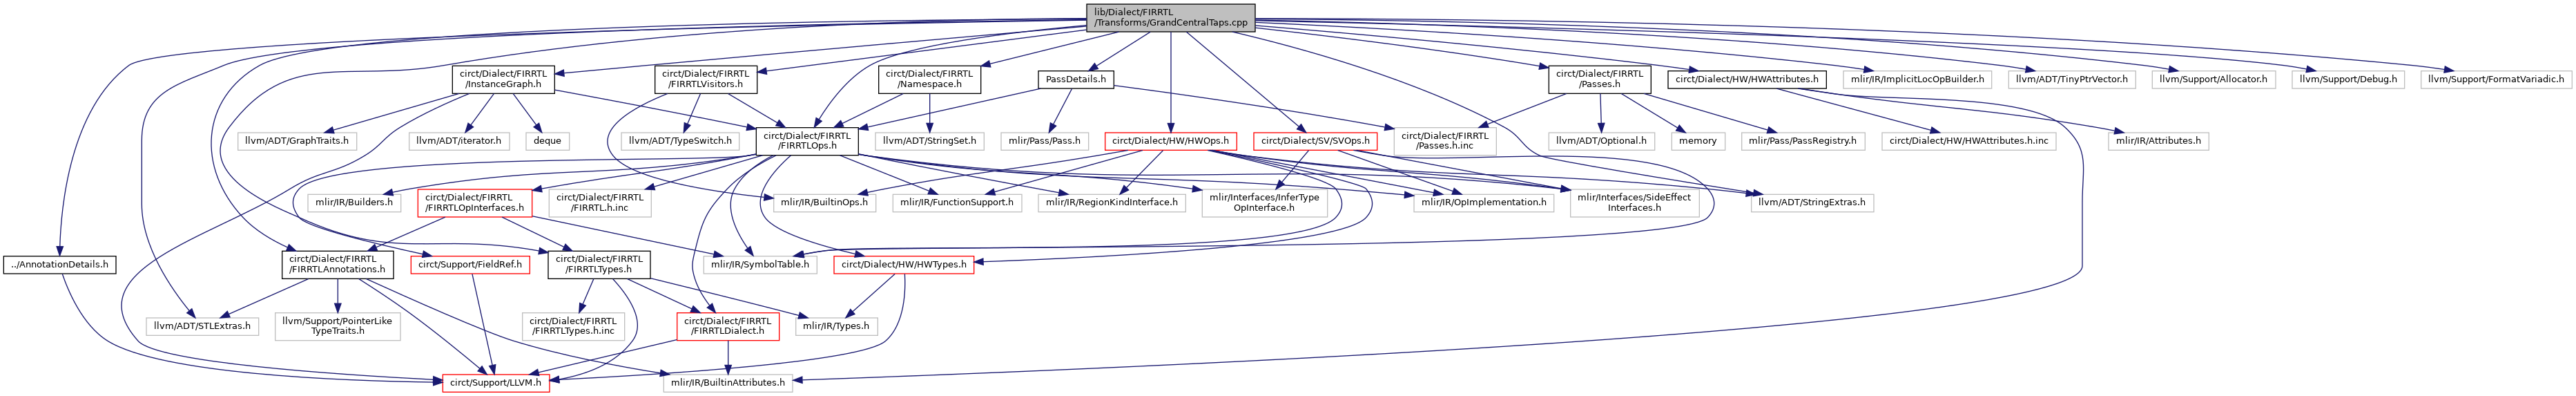 lib/Dialect/FIRRTL
/Transforms/GrandCentralTaps.cpp
circt/Dialect/FIRRTL
/InstanceGraph.h
circt/Dialect/FIRRTL
/FIRRTLVisitors.h
circt/Dialect/FIRRTL
/Namespace.h
PassDetails.h
circt/Dialect/FIRRTL
/Passes.h
circt/Dialect/HW/HWAttributes.h
mlir/IR/ImplicitLocOpBuilder.h
llvm/ADT/TinyPtrVector.h
llvm/Support/Allocator.h
llvm/Support/Debug.h
llvm/Support/FormatVariadic.h
llvm/ADT/GraphTraits.h
llvm/ADT/iterator.h
deque
llvm/ADT/TypeSwitch.h
circt/Dialect/FIRRTL
/FIRRTLOps.h
llvm/ADT/StringSet.h
mlir/Pass/Pass.h
circt/Dialect/HW/HWOps.h
circt/Dialect/SV/SVOps.h
circt/Dialect/FIRRTL
/Passes.h.inc
llvm/ADT/Optional.h
memory
mlir/Pass/PassRegistry.h
circt/Dialect/HW/HWAttributes.h.inc
mlir/IR/Attributes.h
mlir/IR/Builders.h
circt/Dialect/FIRRTL
/FIRRTLOpInterfaces.h
circt/Dialect/FIRRTL
/FIRRTL.h.inc
mlir/IR/BuiltinOps.h
mlir/IR/FunctionSupport.h
mlir/IR/RegionKindInterface.h
mlir/Interfaces/InferType
OpInterface.h
mlir/IR/OpImplementation.h
mlir/Interfaces/SideEffect
Interfaces.h
llvm/ADT/StringExtras.h
../AnnotationDetails.h
circt/Dialect/FIRRTL
/FIRRTLAnnotations.h
circt/Support/FieldRef.h
circt/Dialect/FIRRTL
/FIRRTLTypes.h
mlir/IR/SymbolTable.h
circt/Dialect/HW/HWTypes.h
llvm/ADT/STLExtras.h
llvm/Support/PointerLike
TypeTraits.h
circt/Dialect/FIRRTL
/FIRRTLTypes.h.inc
circt/Dialect/FIRRTL
/FIRRTLDialect.h
mlir/IR/Types.h
circt/Support/LLVM.h
mlir/IR/BuiltinAttributes.h